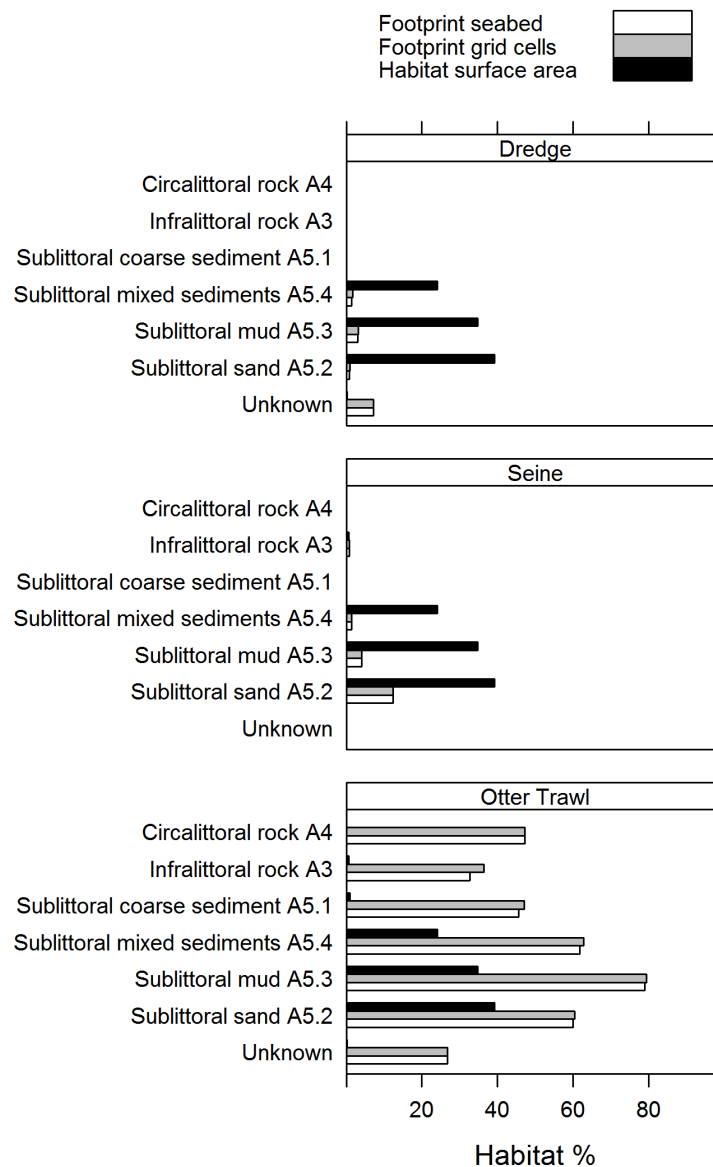 Footprint seabed
Footprint grid cells
Habitat surface area
Dredge
Circalittoral rock A4
Infralittoral rock A3
Sublittoral coarse sediment A5.1
Sublittoral mixed sediments A5.4
Sublittoral mud A5.3
Sublittoral sand A5.2
Unknown
Seine
Circalittoral rock A4
Infralittoral rock A3
Sublittoral coarse sediment A5.1
Sublittoral mixed sediments A5.4
Sublittoral mud A5.3
Sublittoral sand A5.2
Unknown
Otter Trawl
Circalittoral rock A4
Infralittoral rock A3
Sublittoral coarse sediment A5.1
Sublittoral mixed sediments A5.4
Sublittoral mud A5.3
Sublittoral sand A5.2
Unknown
20 40 60 80
Habitat %